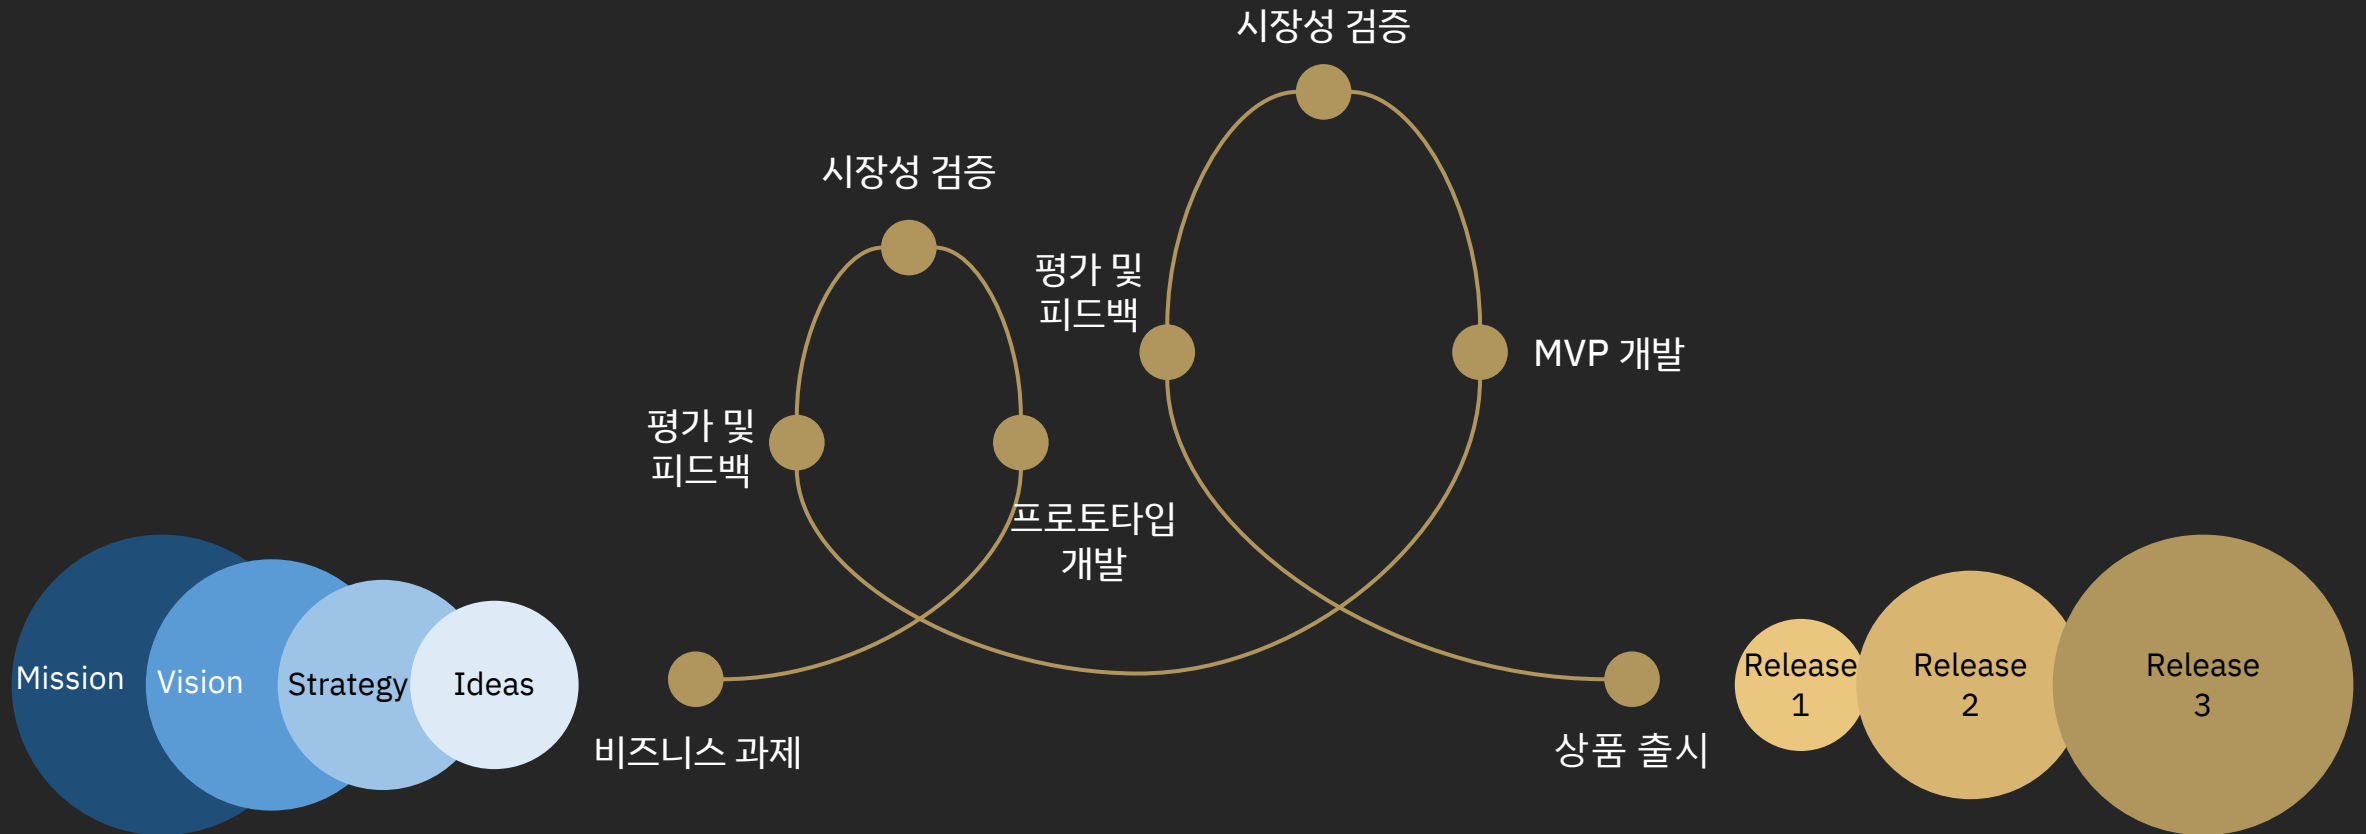 시장성 검증
시장성 검증
평가 및
피드백
MVP 개발
평가 및
피드백
프로토타입
개발
Mission
Vision
Strategy
Ideas
비즈니스 과제
상품 출시
Release
1
Release
2
Release
3